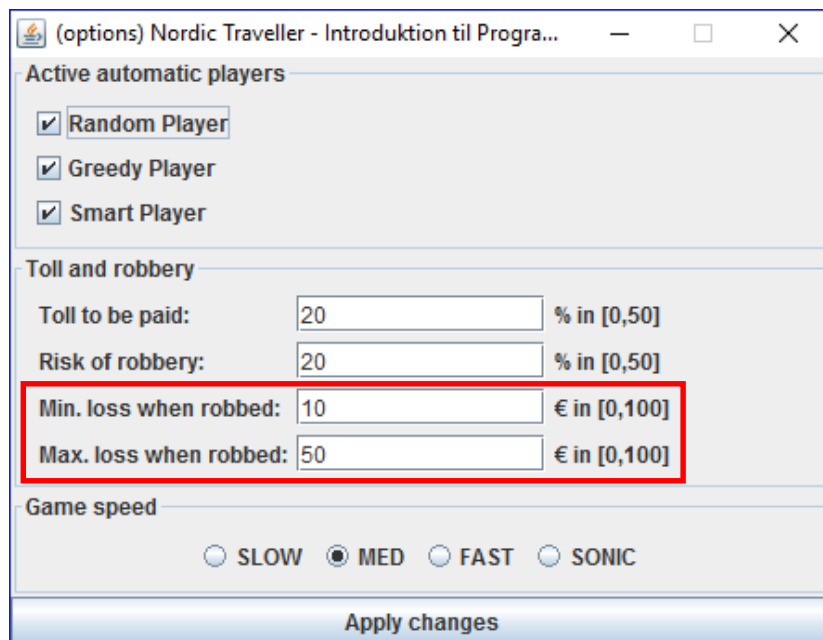 (options) Nordic Traveller - Introduktion til Progra...
Active automatic players
Random Player
Greedy Player
Smart Player
Toll and robbery
Toll to be paid: 20 % in [0,50]
Risk of robbery: 20 % in [0,50]
Min. loss when robbed: 10 € in [0,100]
Max. loss when robbed: 50 € in [0,100]
Game speed
SLOW MED FAST SONIC
Apply changes